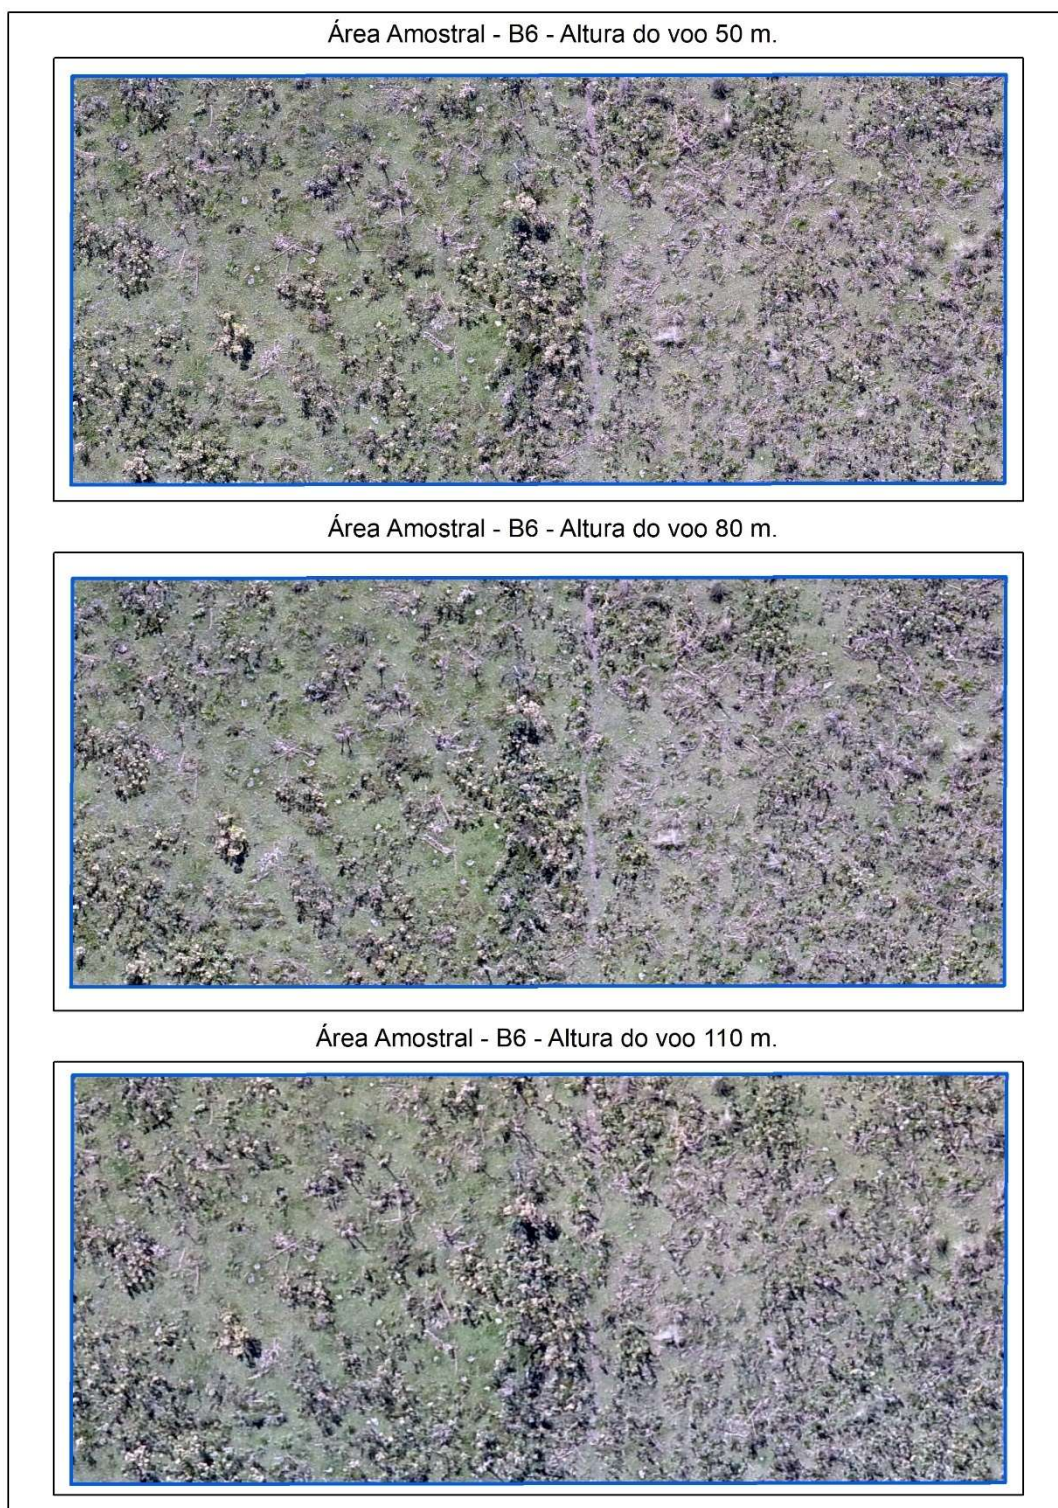 Área Amostral - B6 - Altura do voo 50 m.
Área Amostral - B6 - Altura do voo 80 m.
Área Amostral - B6 - Altura do voo 110 m.